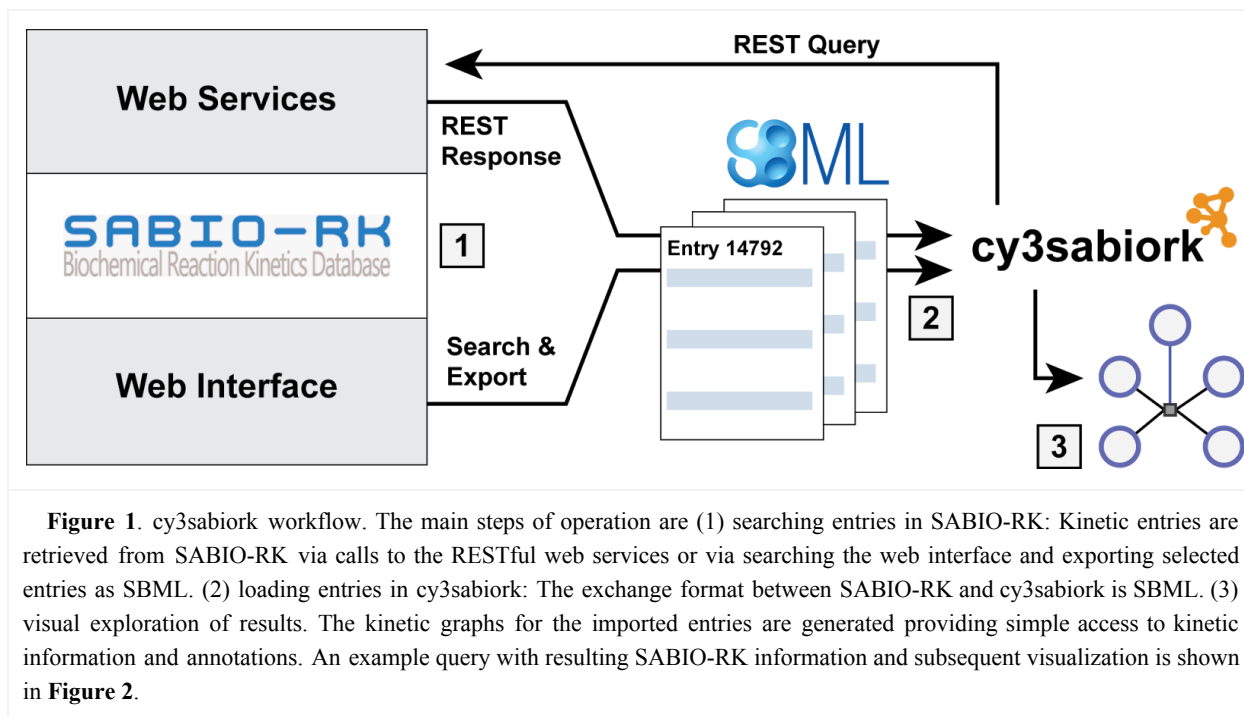 REST Query
Web Services
REST
Response
SBML
SABIO-RK
Biochemical Reaction Kinetics Database
1
Entry 14792
cy3sabiork
2
Search &
Export
Web Interface
3
Figure 1. cy3sabiork workflow. The main steps of operation are (1) searching entries in SABIO-RK: Kinetic entries are
retrieved from SABIO-RK via calls to the RESTful web services or via searching the web interface and exporting selected
entries as SBML. (2) loading entries in cy3sabiork: The exchange format between SABIO-RK and cy3sabiork is SBML. (3)
visual exploration of results. The kinetic graphs for the imported entries are generated providing simple access to kinetic
information and annotations. An example query with resulting SABIO-RK information and subsequent visualization is shown
in Figure 2.